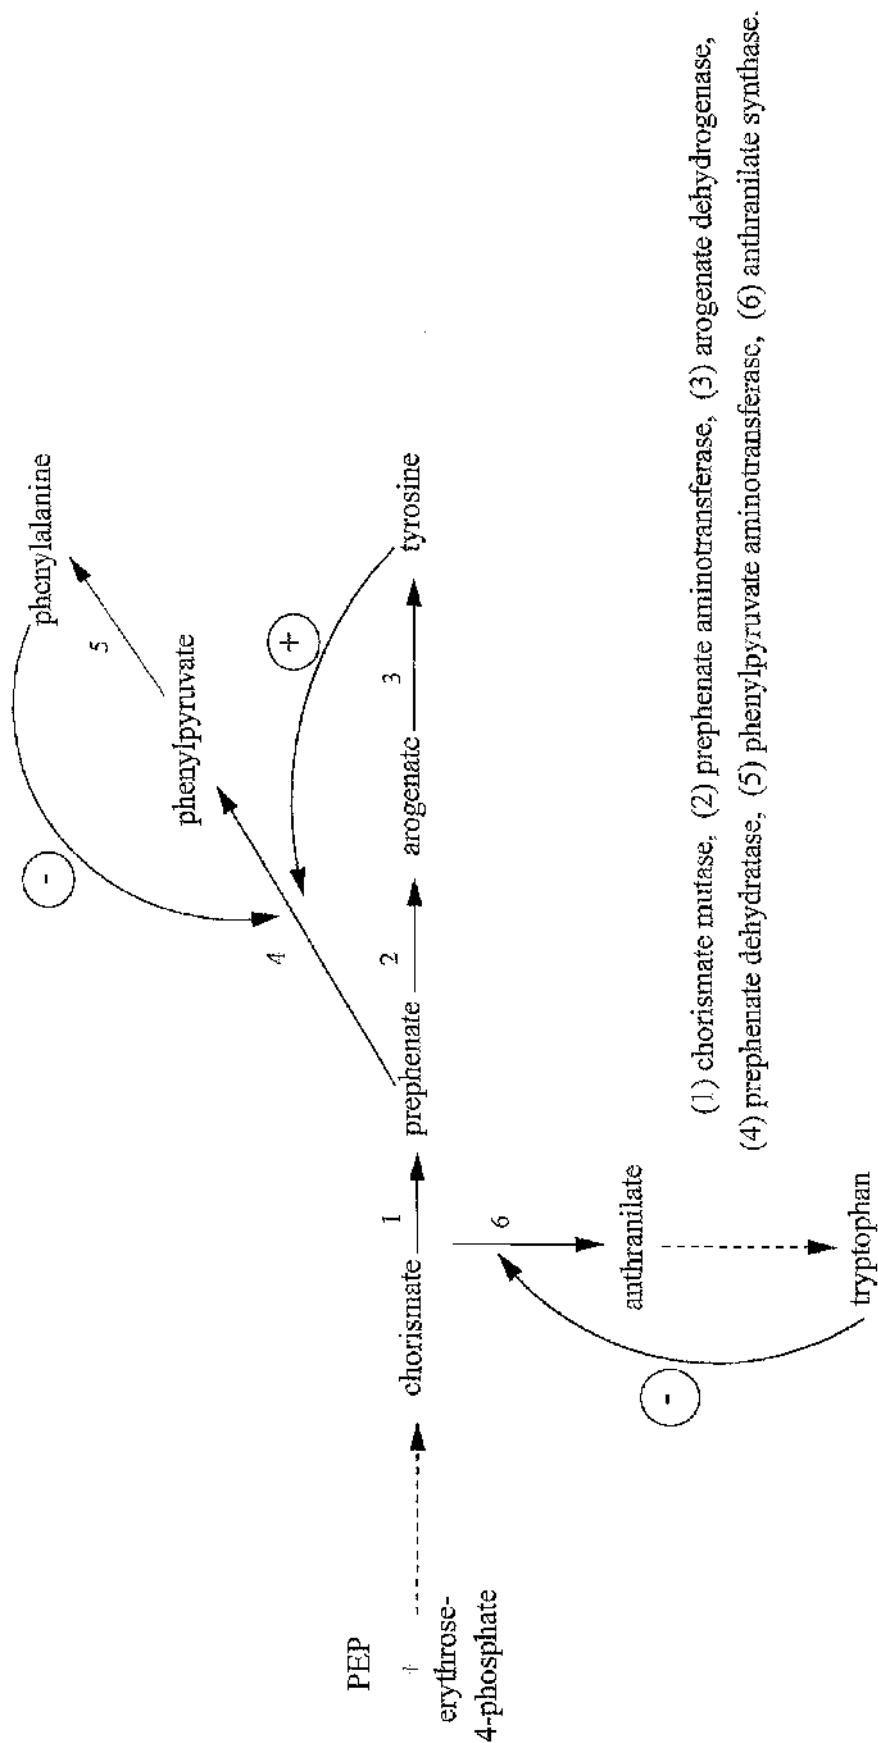 phenylalanine
-
5
phenylpyruvate
+
4
PEP
+
erythrose-
4-phosphate
chorismate
1
prephenate
2
arogenate
3
tyrosine
6
anthranilate
-
tryptophan
(1) chorismate mutase, (2) prephenate aminotransferase, (3) arogenate dehydrogenase,
(4) prephenate dehydratase, (5) phenylpyruvate aminotransferase, (6) anthranilate synthase.